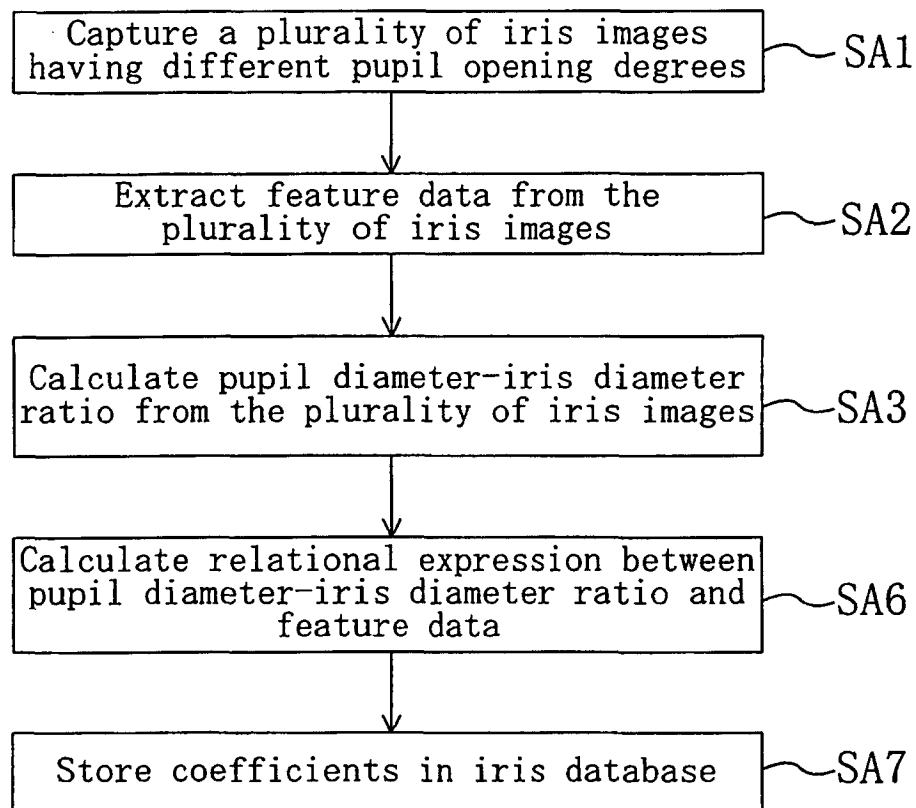 Capture a plurality of iris images
having different pupil opening degrees
SA1
Extract feature data from the
plurality of iris images
SA2
Calculate pupil diameter-iris diameter
ratio from the plurality of iris images
SA3
Calculate relational expression between
pupil diameter-iris diameter ratio and
feature data
SA6
Store coefficients in iris database
SA7